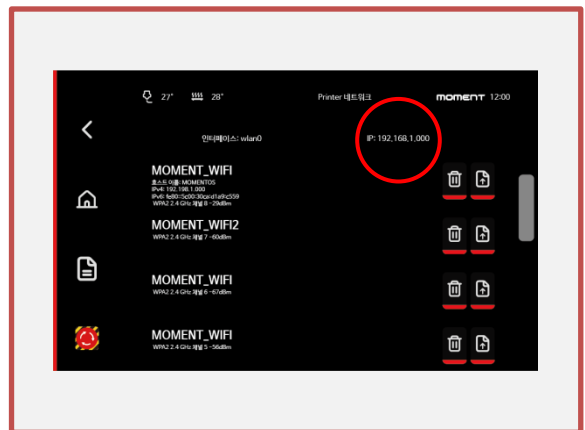 27° 28° Printer 네트워크 MOMENT 12:00
인터페이스: wlan0 IP: 192,168,1,000
MOMENT_WIFI
호스트 이름: MOMENTOS
IPv4: 192.198.1.000
WPA2 2.4 GHz 채널 8 -29dBm
MOMENT_WIFI2
WPA2 2.4 GHz 채널 7 -60dBm
MOMENT_WIFI
WPA2 2.4 GHz 채널 6 -67dBm
MOMENT_WIFI
WPA2 2.4 GHz 채널 5 -56dBm